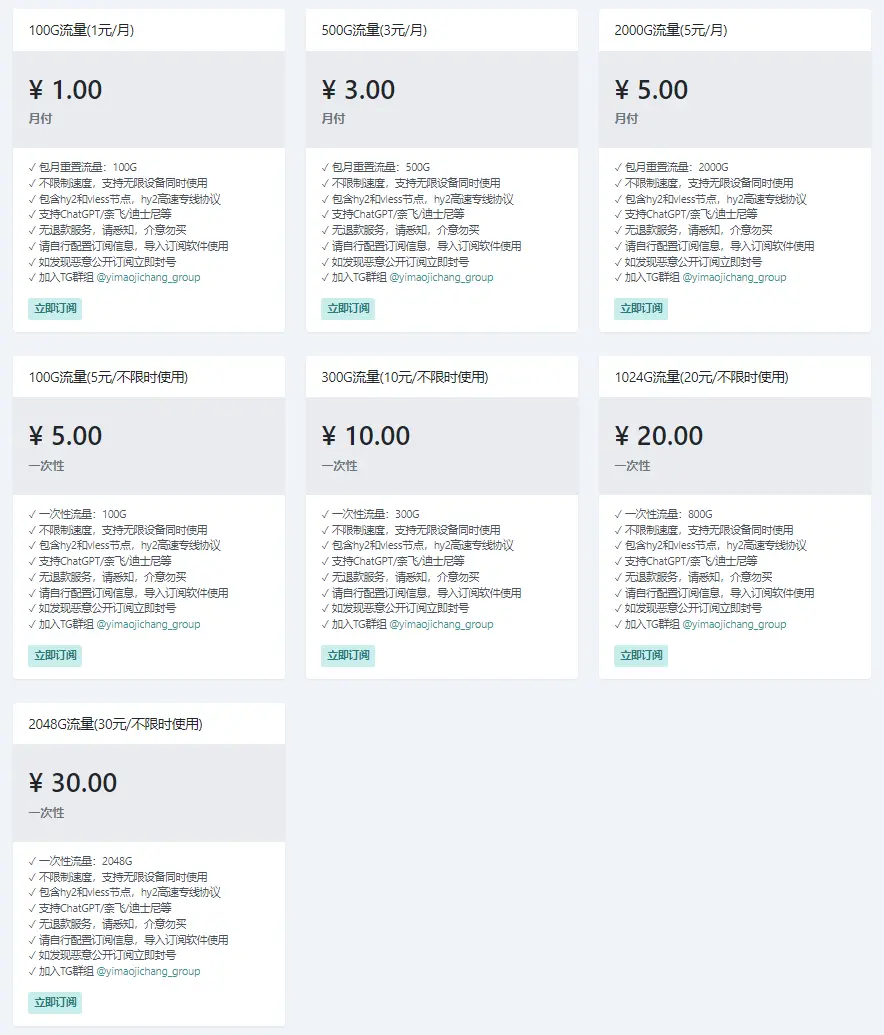 100G流量(1元/月)
¥ 1.00
月付
✓ 包月重置流量：100G
✓ 不限制速度，支持无限设备同时使用
✓ 包含hy2和vless节点，hy2高速专线协议
✓ 支持ChatGPT/奈飞/迪士尼等
✓ 无退款服务，请悉知，介意勿买
✓ 请自行配置订阅信息，导入订阅软件使用
✓ 如发现恶意公开订阅立即封号
✓ 加入TG群组 @yimaojichang_group
立即订阅
500G流量(3元/月)
¥ 3.00
月付
✓ 包月重置流量：500G
✓ 不限制速度，支持无限设备同时使用
✓ 包含hy2和vless节点，hy2高速专线协议
✓ 支持ChatGPT/奈飞/迪士尼等
✓ 无退款服务，请悉知，介意勿买
✓ 请自行配置订阅信息，导入订阅软件使用
✓ 如发现恶意公开订阅立即封号
✓ 加入TG群组 @yimaojichang_group
立即订阅
2000G流量(5元/月)
¥ 5.00
月付
✓ 包月重置流量：2000G
✓ 不限制速度，支持无限设备同时使用
✓ 包含hy2和vless节点，hy2高速专线协议
✓ 支持ChatGPT/奈飞/迪士尼等
✓ 无退款服务，请悉知，介意勿买
✓ 请自行配置订阅信息，导入订阅软件使用
✓ 如发现恶意公开订阅立即封号
✓ 加入TG群组 @yimaojichang_group
立即订阅
100G流量(5元/不限时使用)
¥ 5.00
一次性
✓ 一次性流量：100G
✓ 不限制速度，支持无限设备同时使用
✓ 包含hy2和vless节点，hy2高速专线协议
✓ 支持ChatGPT/奈飞/迪士尼等
✓ 无退款服务，请悉知，介意勿买
✓ 请自行配置订阅信息，导入订阅软件使用
✓ 如发现恶意公开订阅立即封号
✓ 加入TG群组 @yimaojichang_group
立即订阅
300G流量(10元/不限时使用)
¥ 10.00
一次性
✓ 一次性流量：300G
✓ 不限制速度，支持无限设备同时使用
✓ 包含hy2和vless节点，hy2高速专线协议
✓ 支持ChatGPT/奈飞/迪士尼等
✓ 无退款服务，请悉知，介意勿买
✓ 请自行配置订阅信息，导入订阅软件使用
✓ 如发现恶意公开订阅立即封号
✓ 加入TG群组 @yimaojichang_group
立即订阅
1024G流量(20元/不限时使用)
¥ 20.00
一次性
✓ 一次性流量：800G
✓ 不限制速度，支持无限设备同时使用
✓ 包含hy2和vless节点，hy2高速专线协议
✓ 支持ChatGPT/奈飞/迪士尼等
✓ 无退款服务，请悉知，介意勿买
✓ 请自行配置订阅信息，导入订阅软件使用
✓ 如发现恶意公开订阅立即封号
✓ 加入TG群组 @yimaojichang_group
立即订阅
2048G流量(30元/不限时使用)
¥ 30.00
一次性
✓ 一次性流量：2048G
✓ 不限制速度，支持无限设备同时使用
✓ 包含hy2和vless节点，hy2高速专线协议
✓ 支持ChatGPT/奈飞/迪士尼等
✓ 无退款服务，请悉知，介意勿买
✓ 请自行配置订阅信息，导入订阅软件使用
✓ 如发现恶意公开订阅立即封号
✓ 加入TG群组 @yimaojichang_group
立即订阅